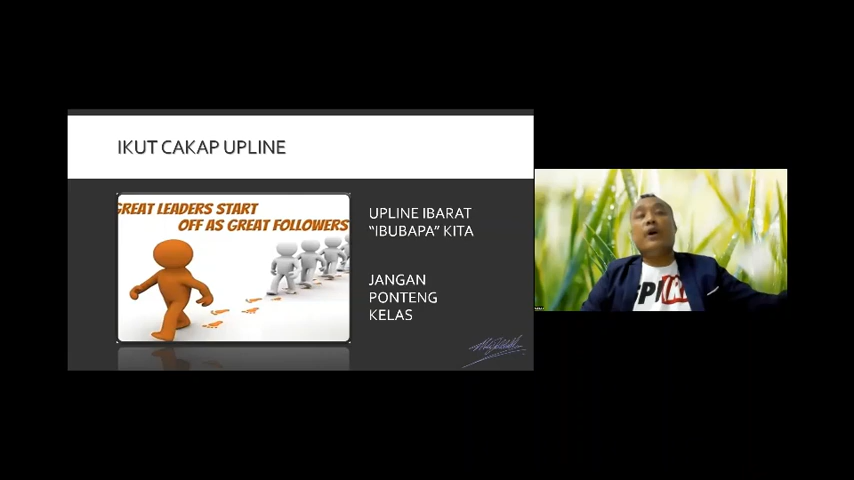 IKUT CAKAP UPLINE
GREAT LEADERS START
OFF AS GREAT FOLLOWERS
UPLINE IBARAT
“IBUBAPA” KITA
JANGAN
PONTENG
KELAS